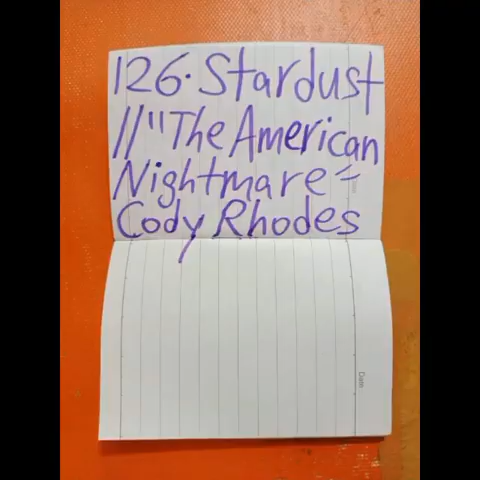 126. Stardust
// "The American
Nightmare"
Cody Rhodes
Date